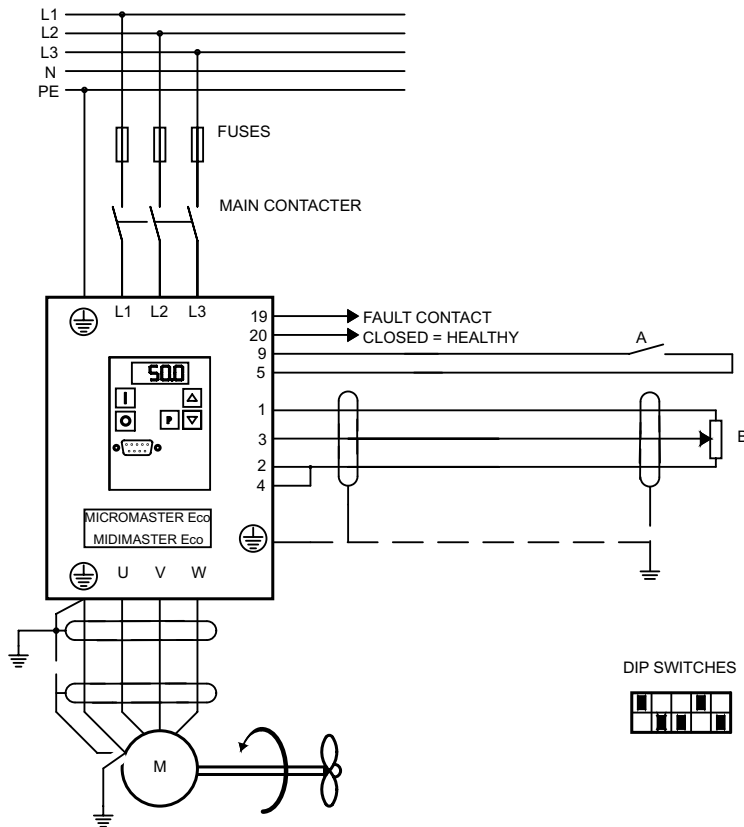 L1
L2
L3
N
PE
FUSES
MAIN CONTACTER
L1 L2 L3
19 FAULT CONTACT
20 CLOSED = HEALTHY
9 A
5
50.0
I
O P
1
3 B
2
4
MICROMASTER Eco
MIDIMASTER Eco
U V W
DIP SWITCHES
M